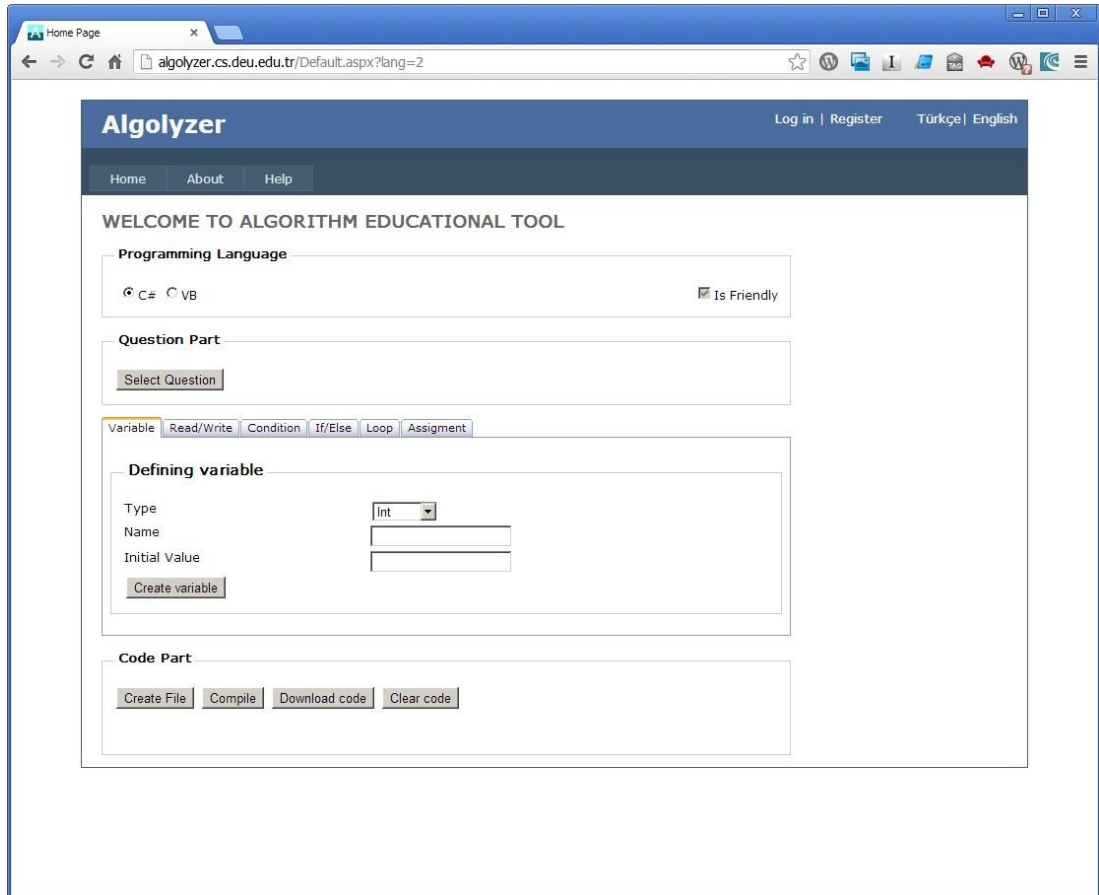 Home Page
algolyzer.cs.deu.edu.tr/Default.aspx?lang=2
Algolyzer
Log in | Register Türkçe| English
Home About Help
WELCOME TO ALGORITHM EDUCATIONAL TOOL
Programming Language
C# VB Is Friendly
Question Part
Select Question
Variable Read/Write Condition If/Else Loop Assigment
Defining variable
Type Int
Name
Initial Value
Create variable
Code Part
Create File Compile Download code Clear code